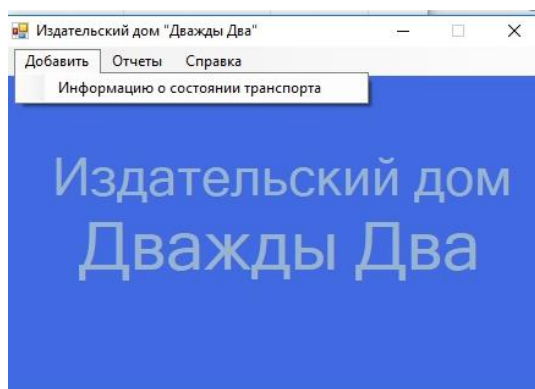 Издательский дом "Дважды Два"
Добавить Отчеты Справка
Информацию о состоянии транспорта
Издательский дом
Дважды Два